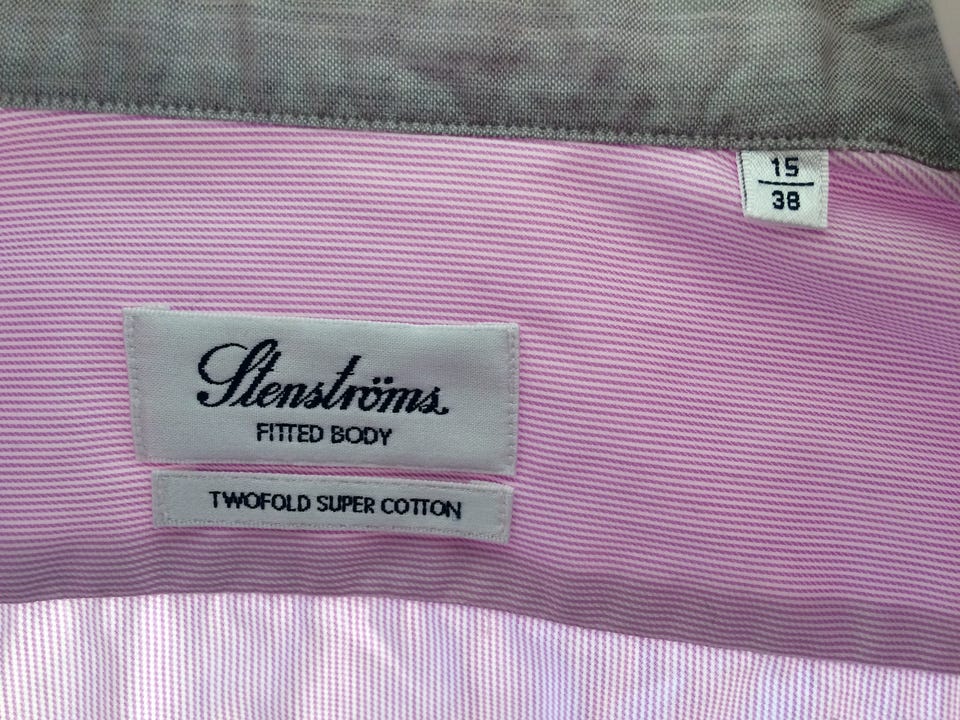 15
38
Stenströms
FITTED BODY
TWOFOLD SUPER COTTON